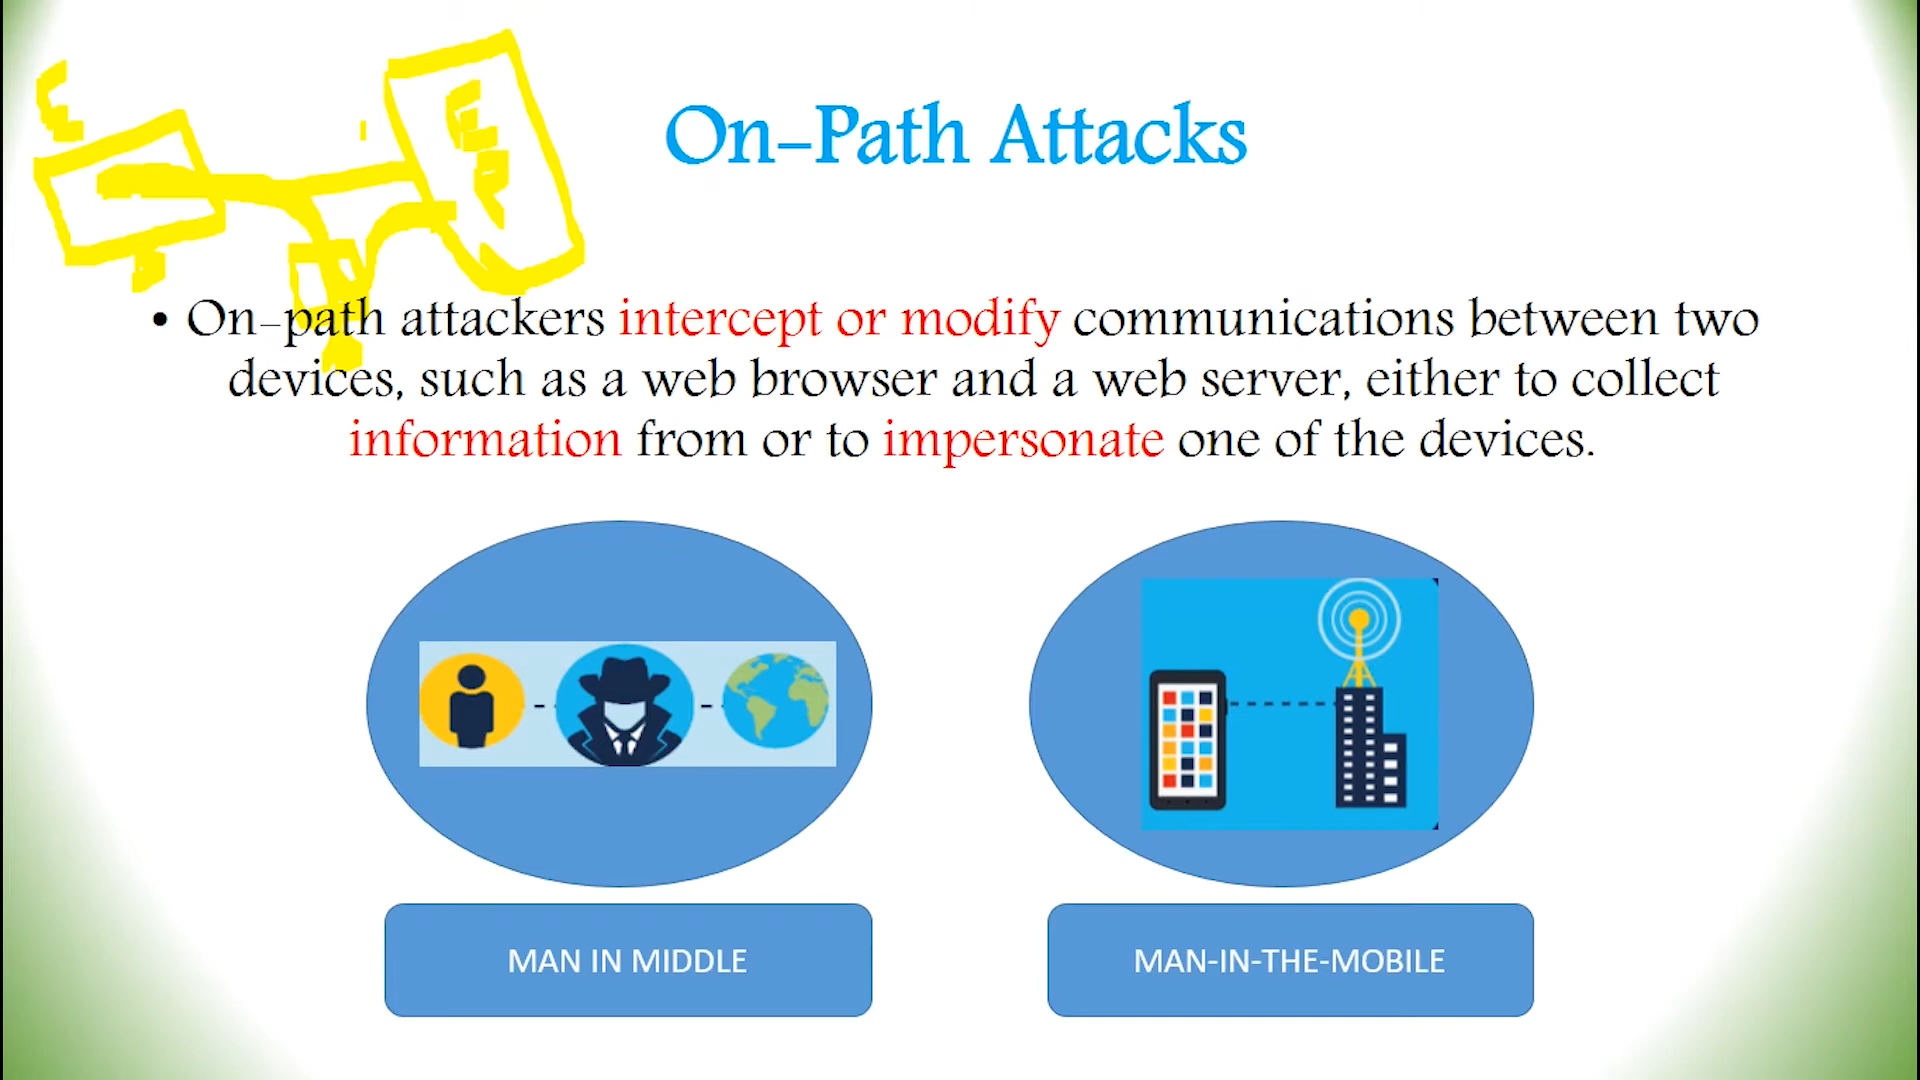 On-Path Attacks
• On-path attackers intercept or modify communications between two
devices, such as a web browser and a web server, either to collect
information from or to impersonate one of the devices.
MAN IN MIDDLE
MAN-IN-THE-MOBILE